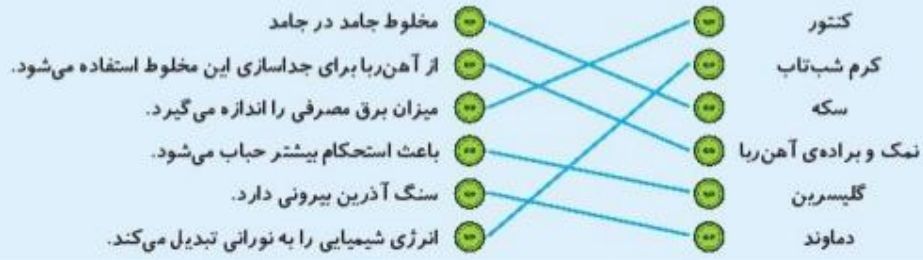 کنتور مخلوط جامد در جامد
کرم شب‌تاب از آهن‌ربا برای جداسازی این مخلوط استفاده می‌شود.
سکه میزان برق مصرفی را اندازه می‌گیرد.
نمک و براده‌ی آهن‌ربا باعث استحکام بیشتر حباب می‌شود.
گلیسرین سنگ آذرین بیرونی دارد.
دماوند انرژی شیمیایی را به نورانی تبدیل می‌کند.